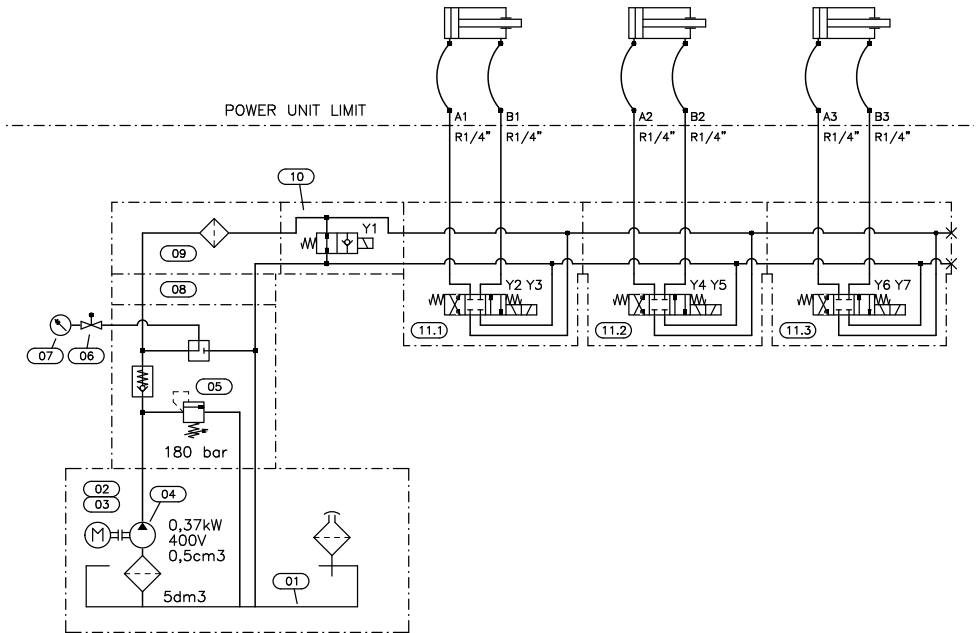 POWER UNIT LIMIT
A1 B1 A2 B2 A3 B3
R1/4" R1/4" R1/4" R1/4" R1/4" R1/4"
10
Y1
09
08
Y2 Y3 Y4 Y5 Y6 Y7
11.1 11.2 11.3
07 06
05
180 bar
02
03
04
M
0,37kW
400V
0,5cm3
01
5dm3